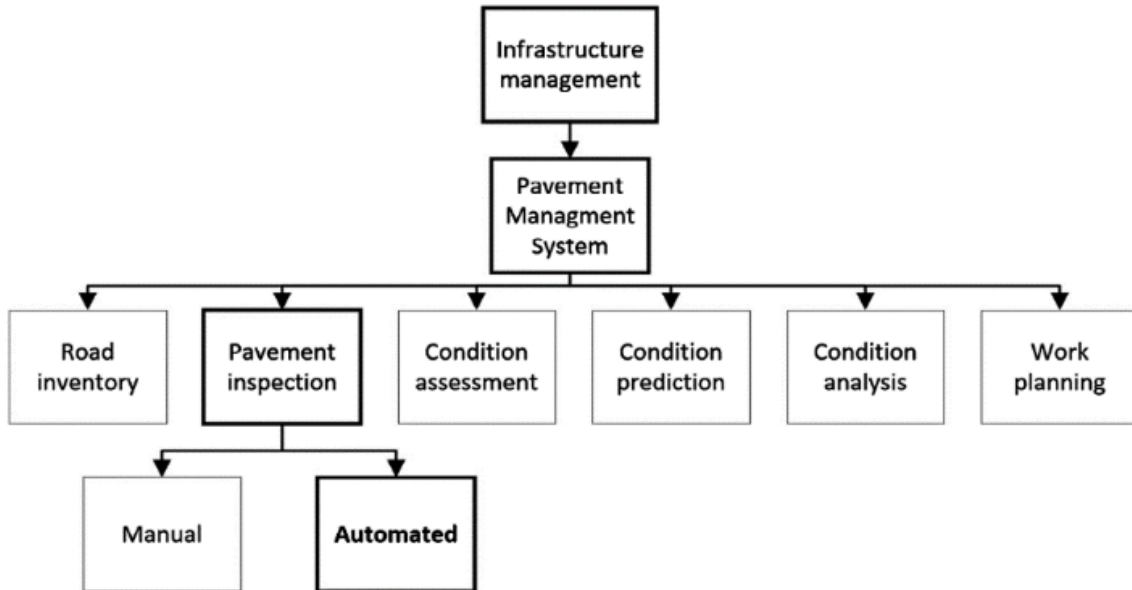 Infrastructure
management
Pavement
Managment
System
Road
inventory
Pavement
inspection
Condition
assessment
Condition
prediction
Condition
analysis
Work
planning
Manual
Automated